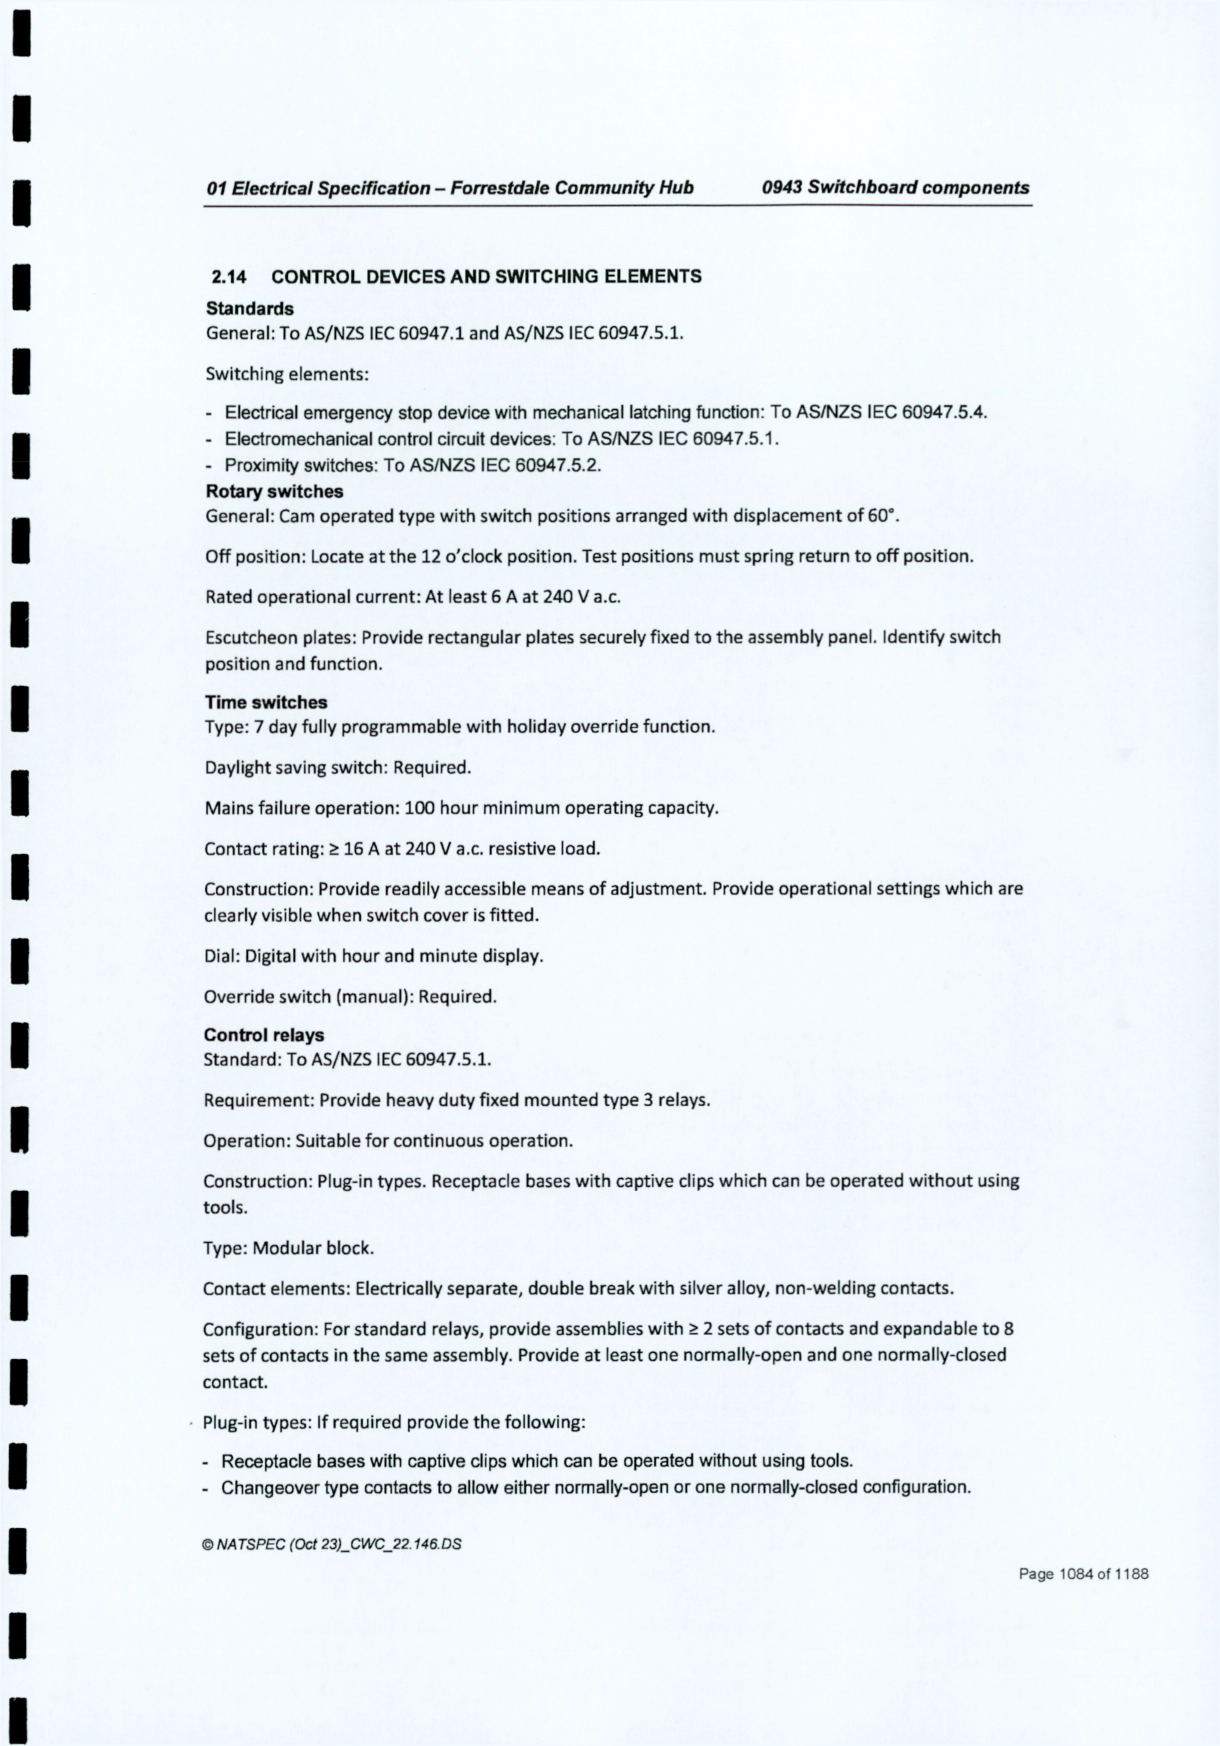 01 Electrical Specification – Forrestdale Community Hub 0943 Switchboard components
2.14 CONTROL DEVICES AND SWITCHING ELEMENTS
Standards
General: To AS/NZS IEC 60947.1 and AS/NZS IEC 60947.5.1.
Switching elements:
- Electrical emergency stop device with mechanical latching function: To AS/NZS IEC 60947.5.4.
- Electromechanical control circuit devices: To AS/NZS IEC 60947.5.1.
- Proximity switches: To AS/NZS IEC 60947.5.2.
Rotary switches
General: Cam operated type with switch positions arranged with displacement of 60°.
Off position: Locate at the 12 o'clock position. Test positions must spring return to off position.
Rated operational current: At least 6 A at 240 V a.c.
Escutcheon plates: Provide rectangular plates securely fixed to the assembly panel. Identify switch
position and function.
Time switches
Type: 7 day fully programmable with holiday override function.
Daylight saving switch: Required.
Mains failure operation: 100 hour minimum operating capacity.
Contact rating: ≥ 16 A at 240 V a.c. resistive load.
Construction: Provide readily accessible means of adjustment. Provide operational settings which are
clearly visible when switch cover is fitted.
Dial: Digital with hour and minute display.
Override switch (manual): Required.
Control relays
Standard: To AS/NZS IEC 60947.5.1.
Requirement: Provide heavy duty fixed mounted type 3 relays.
Operation: Suitable for continuous operation.
Construction: Plug-in types. Receptacle bases with captive clips which can be operated without using
tools.
Type: Modular block.
Contact elements: Electrically separate, double break with silver alloy, non-welding contacts.
Configuration: For standard relays, provide assemblies with ≥ 2 sets of contacts and expandable to 8
sets of contacts in the same assembly. Provide at least one normally-open and one normally-closed
contact.
Plug-in types: If required provide the following:
- Receptacle bases with captive clips which can be operated without using tools.
- Changeover type contacts to allow either normally-open or one normally-closed configuration.
© NATSPEC (Oct 23)_CWC_22.146.DS
Page 1084 of 1188